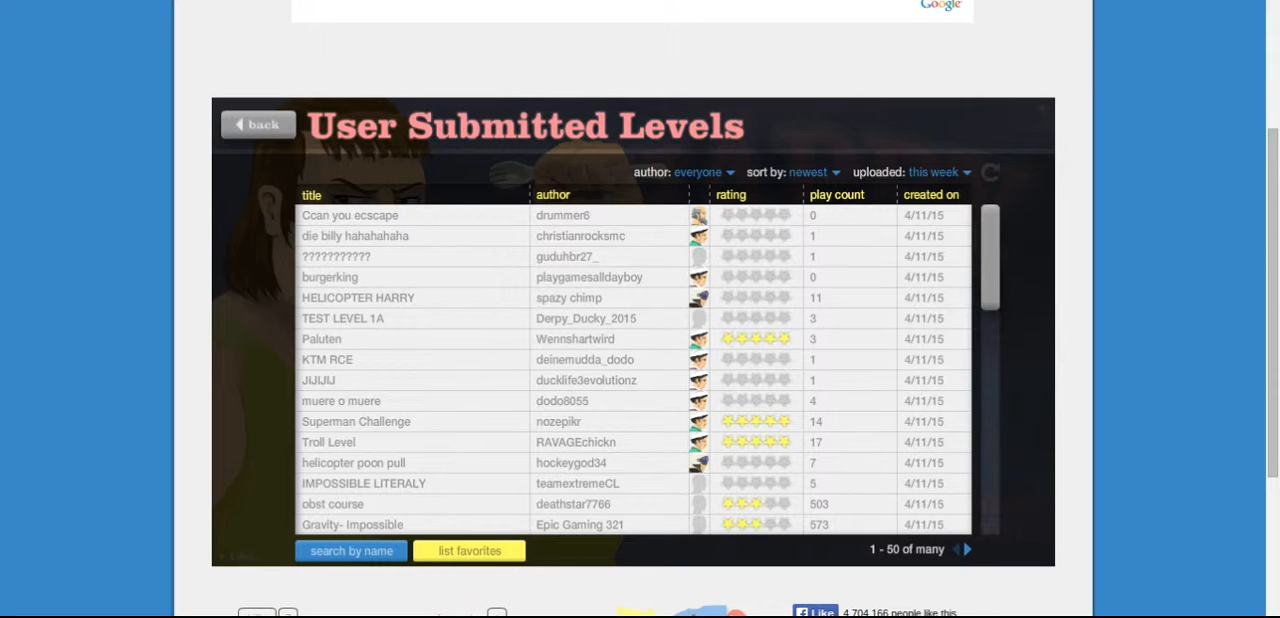 Google
back
User Submitted Levels
author: everyone sort by: newest uploaded: this week
title author rating play count created on
Ccan you ecscape drummer6 0 4/11/15
die billy hahahahaha christianrocksmc 1 4/11/15
??????????? guduhbr27_ 1 4/11/15
burgerking playgamesalldayboy 0 4/11/15
HELICOPTER HARRY spazy chimp 11 4/11/15
TEST LEVEL 1A Derpy_Ducky_2015 3 4/11/15
Paluten Wennshartwird 3 4/11/15
KTM RCE deinemudda_dodo 1 4/11/15
JIJIJIJ ducklife3evolutionz 1 4/11/15
muere o muere dodo8055 4 4/11/15
Superman Challenge nozepikr 14 4/11/15
Troll Level RAVAGEchickn 17 4/11/15
helicopter poon pull hockeygod34 7 4/11/15
IMPOSSIBLE LITERALY teamextremeCL 5 4/11/15
obst course deathstar7766 503 4/11/15
Gravity- Impossible Epic Gaming 321 573 4/11/15
search by name list favorites 1 - 50 of many
Like 4,704,166 people like this.